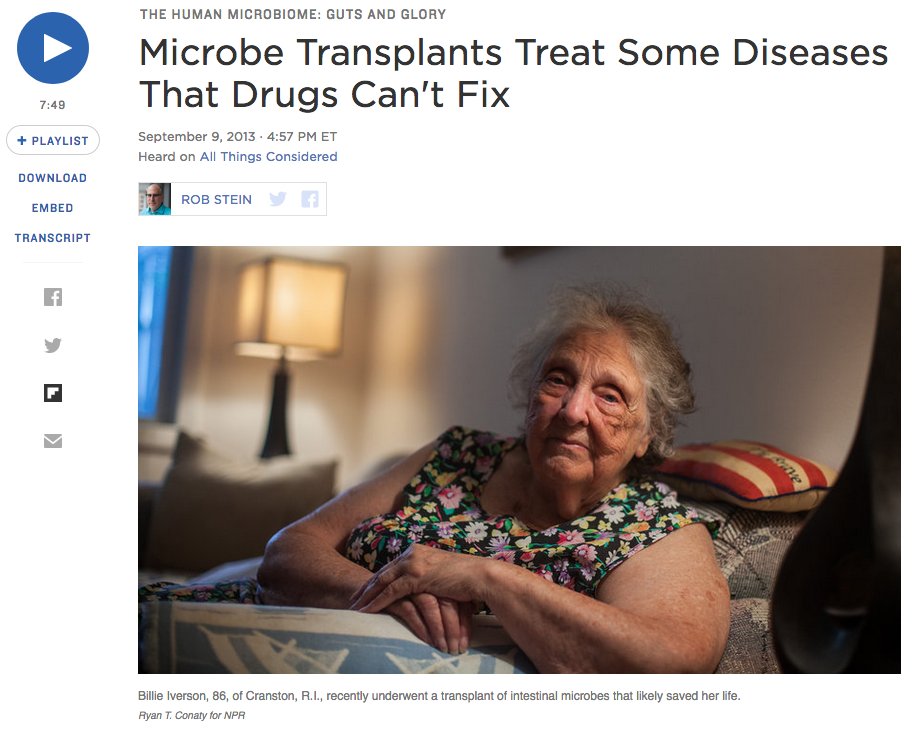 THE HUMAN MICROBIOME: GUTS AND GLORY
Microbe Transplants Treat Some Diseases
That Drugs Can't Fix
7:49
+ PLAYLIST
DOWNLOAD
EMBED
TRANSCRIPT
September 9, 2013 · 4:57 PM ET
Heard on All Things Considered
ROB STEIN
Billie Iverson, 86, of Cranston, R.I., recently underwent a transplant of intestinal microbes that likely saved her life.
Ryan T. Conaty for NPR